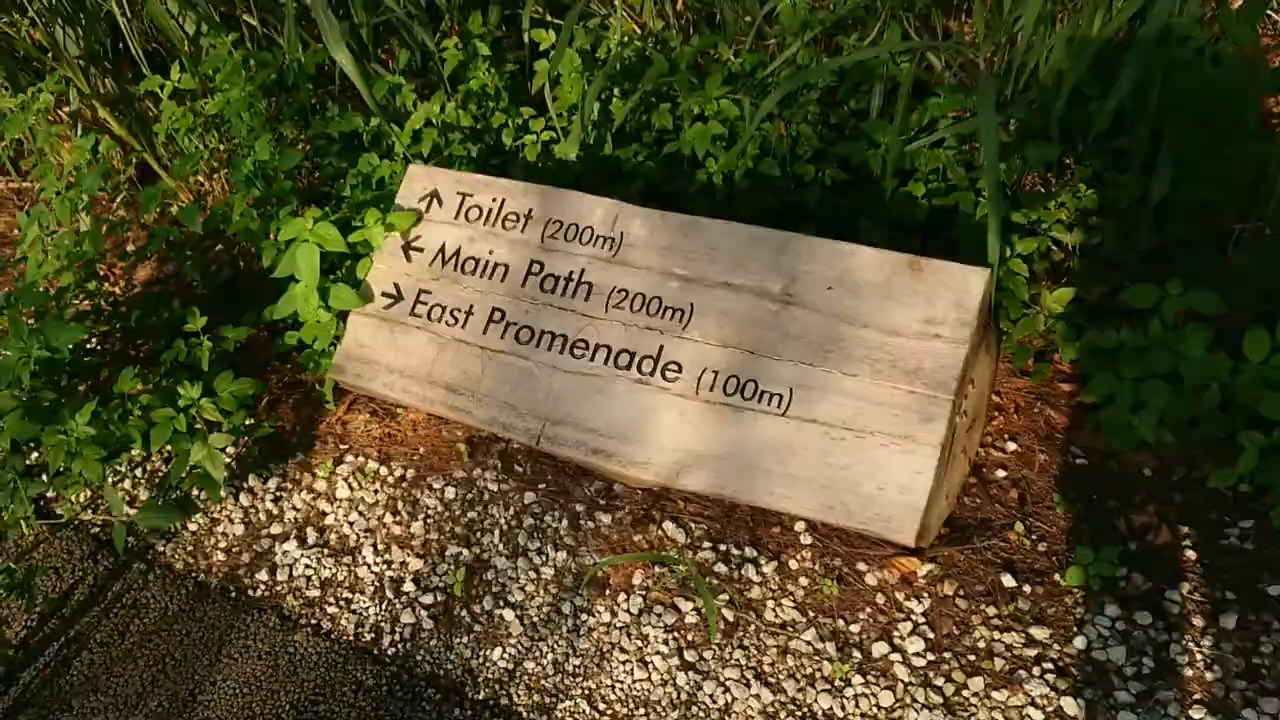 ↑ Toilet (200m)
← Main Path (200m)
→ East Promenade (100m)